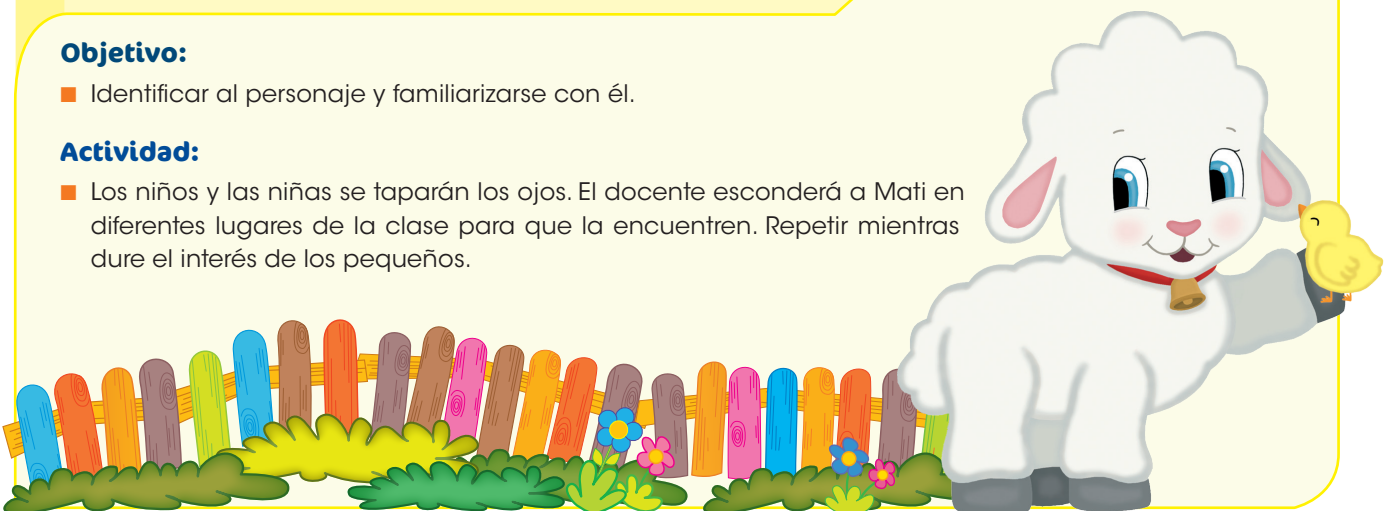 Objetivo:
■ Identificar al personaje y familiarizarse con él.
Actividad:
■ Los niños y las niñas se taparán los ojos. El docente esconderá a Mati en
diferentes lugares de la clase para que la encuentren. Repetir mientras
dure el interés de los pequeños.